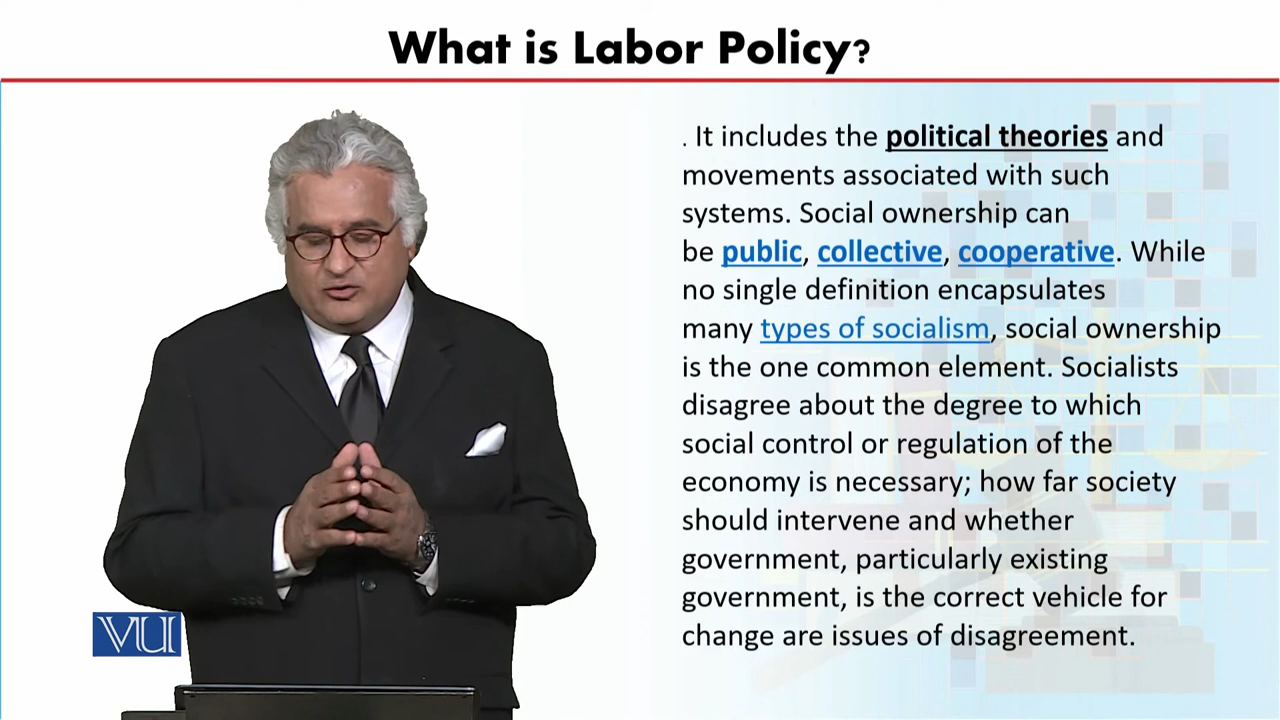 What is Labor Policy?
. It includes the political theories and
movements associated with such
systems. Social ownership can
be public, collective, cooperative. While
no single definition encapsulates
many types of socialism, social ownership
is the one common element. Socialists
disagree about the degree to which
social control or regulation of the
economy is necessary; how far society
should intervene and whether
government, particularly existing
government, is the correct vehicle for
change are issues of disagreement.
VU